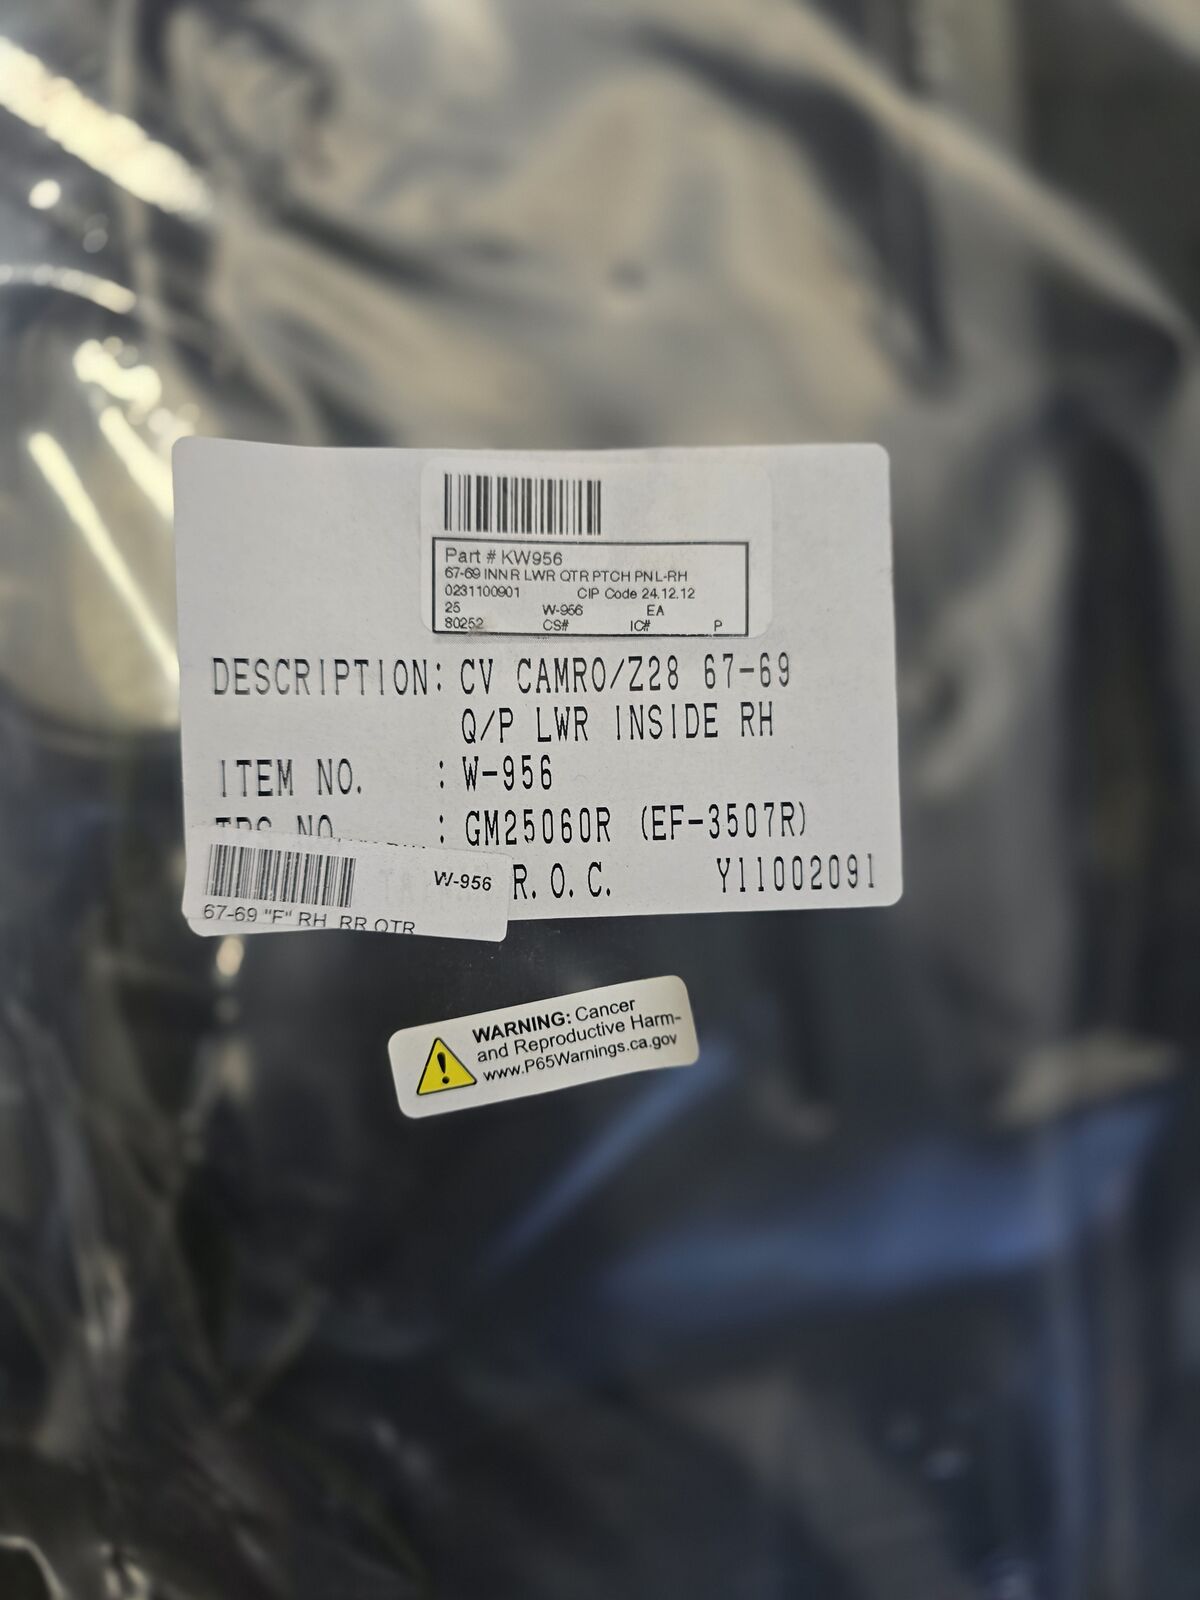 Part # KW956
67-69 INNR LWR QTR PTCH PNL-RH
0231100901 CIP Code 24.12.12
25 W-956 EA
80252 CS# IC# P
DESCRIPTION: CV CAMRO/Z28 67-69
Q/P LWR INSIDE RH
ITEM NO. : W-956
NO. : GM25060R (EF-3507R)
W-956 R.O.C. Y11002091
67-69 "F" RH RR QTR
WARNING: Cancer
and Reproductive Harm-
www.P65Warnings.ca.gov